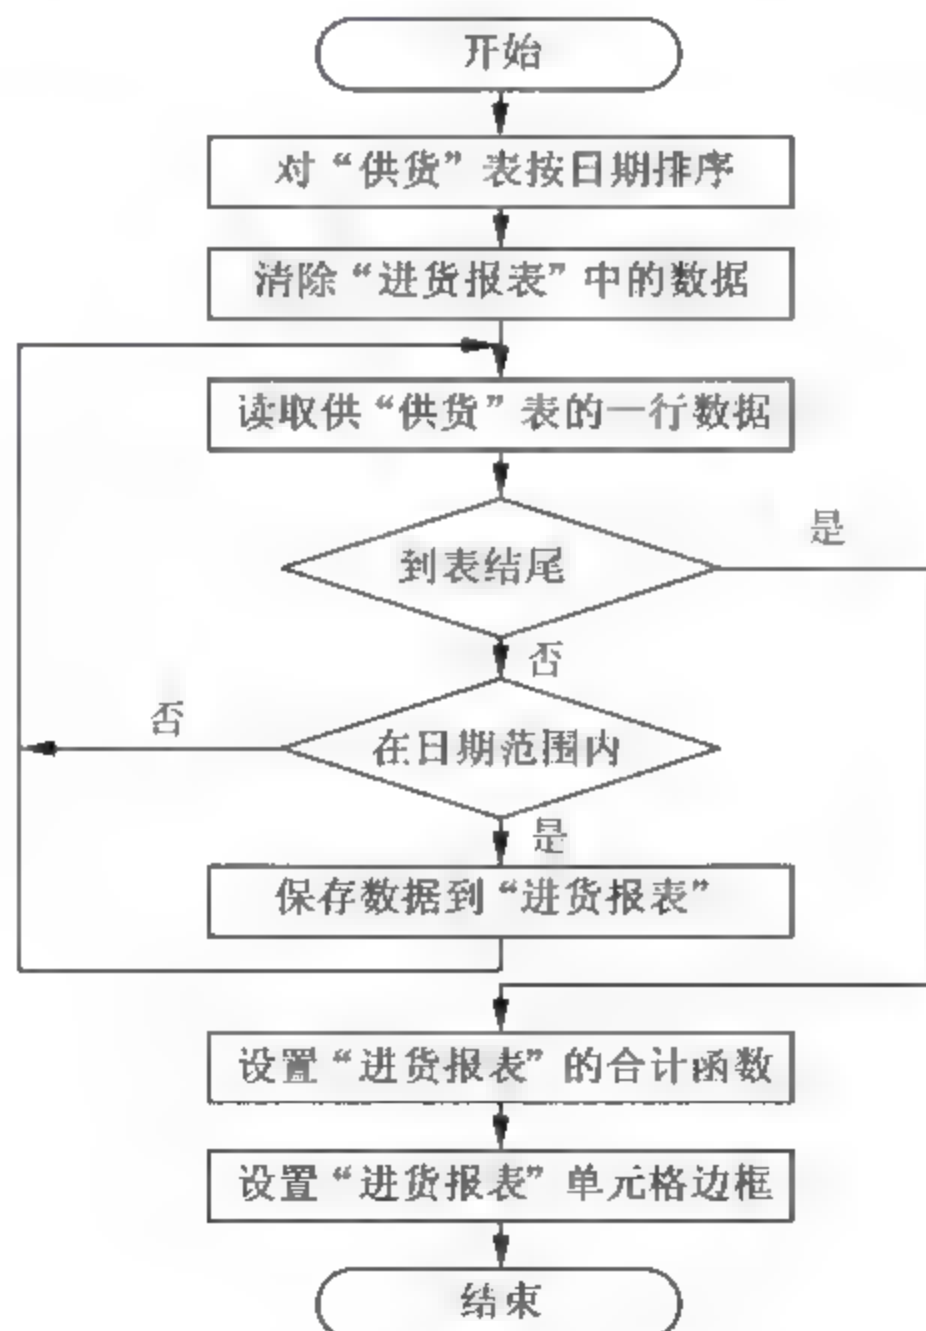 开始
对“供货”表按日期排序
清除“进货报表”中的数据
读取供“供货”表的一行数据
是
到表结尾
否
否
在日期范围内
是
保存数据到“进货报表”
设置“进货报表”的合计函数
设置“进货报表”单元格边框
结束